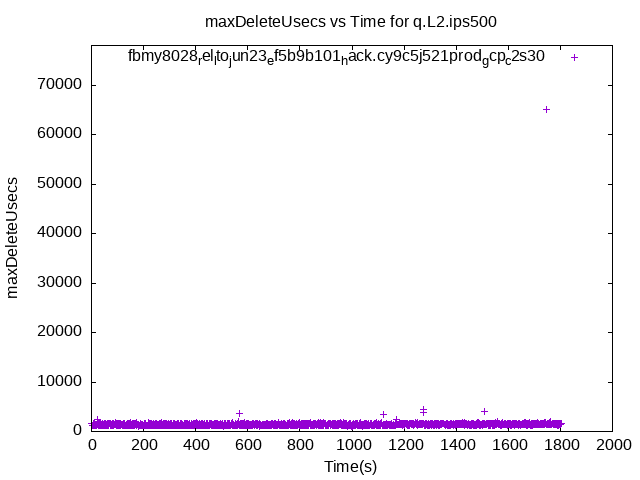 maxDeleteUsecs vs Time for q.L2.ips500
fbmy8028relltojun23ef5b9b101hack.cy9c5j521prodgcpc2s30
70000
60000
50000
40000
30000
20000
10000
0
maxDeleteUsecs
0 200 400 600 800 1000 1200 1400 1600 1800 2000
Time(s)